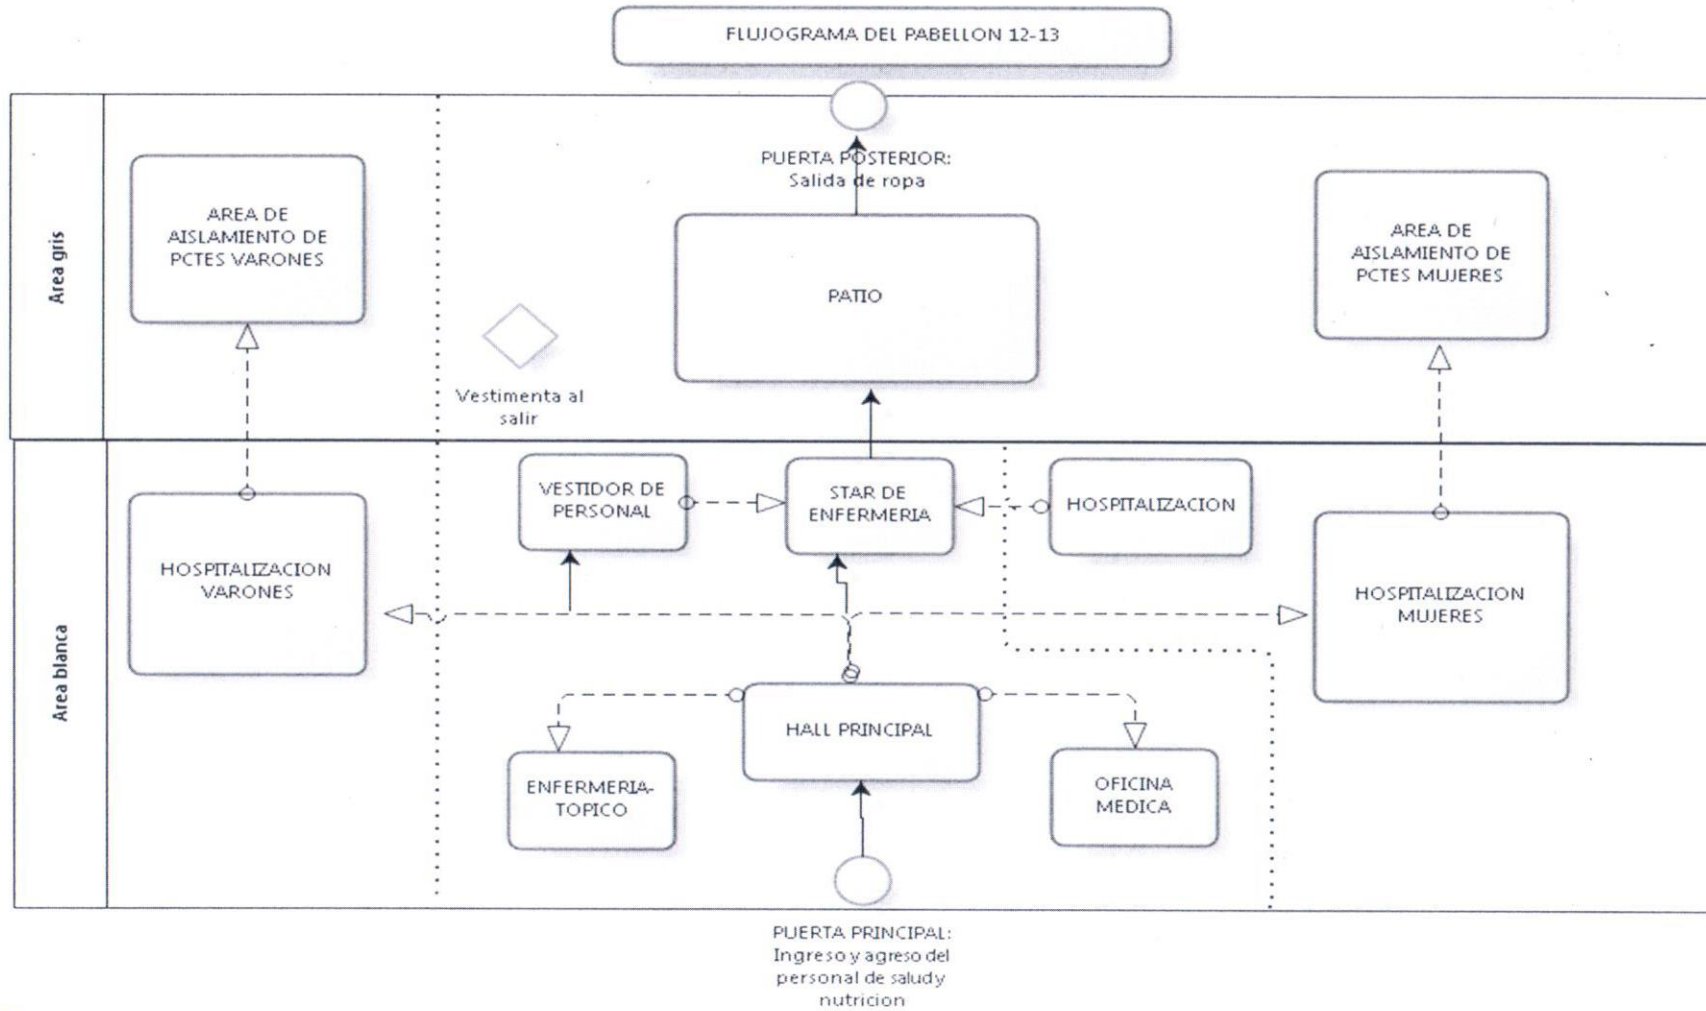 FLUJOGRAMA DEL PABELLON 12-13
PUERTA POSTERIOR:
Salida de ropa
Area gris
AREA DE
AISLAMIENTO DE
PCTES VARONES
PATIO
AREA DE
AISLAMIENTO DE
PCTES MUJERES
Vestimenta al
salir
Area blanca
HOSPITALIZACION
VARONES
VESTIDOR DE
PERSONAL
STAR DE
ENFERMERIA
HOSPITALIZACION
HOSPITALIZACION
MUJERES
HALL PRINCIPAL
ENFERMERIA-
TOPICO
OFICINA
MEDICA
PUERTA PRINCIPAL:
Ingreso y agreso del
personal de salud y
nutricion